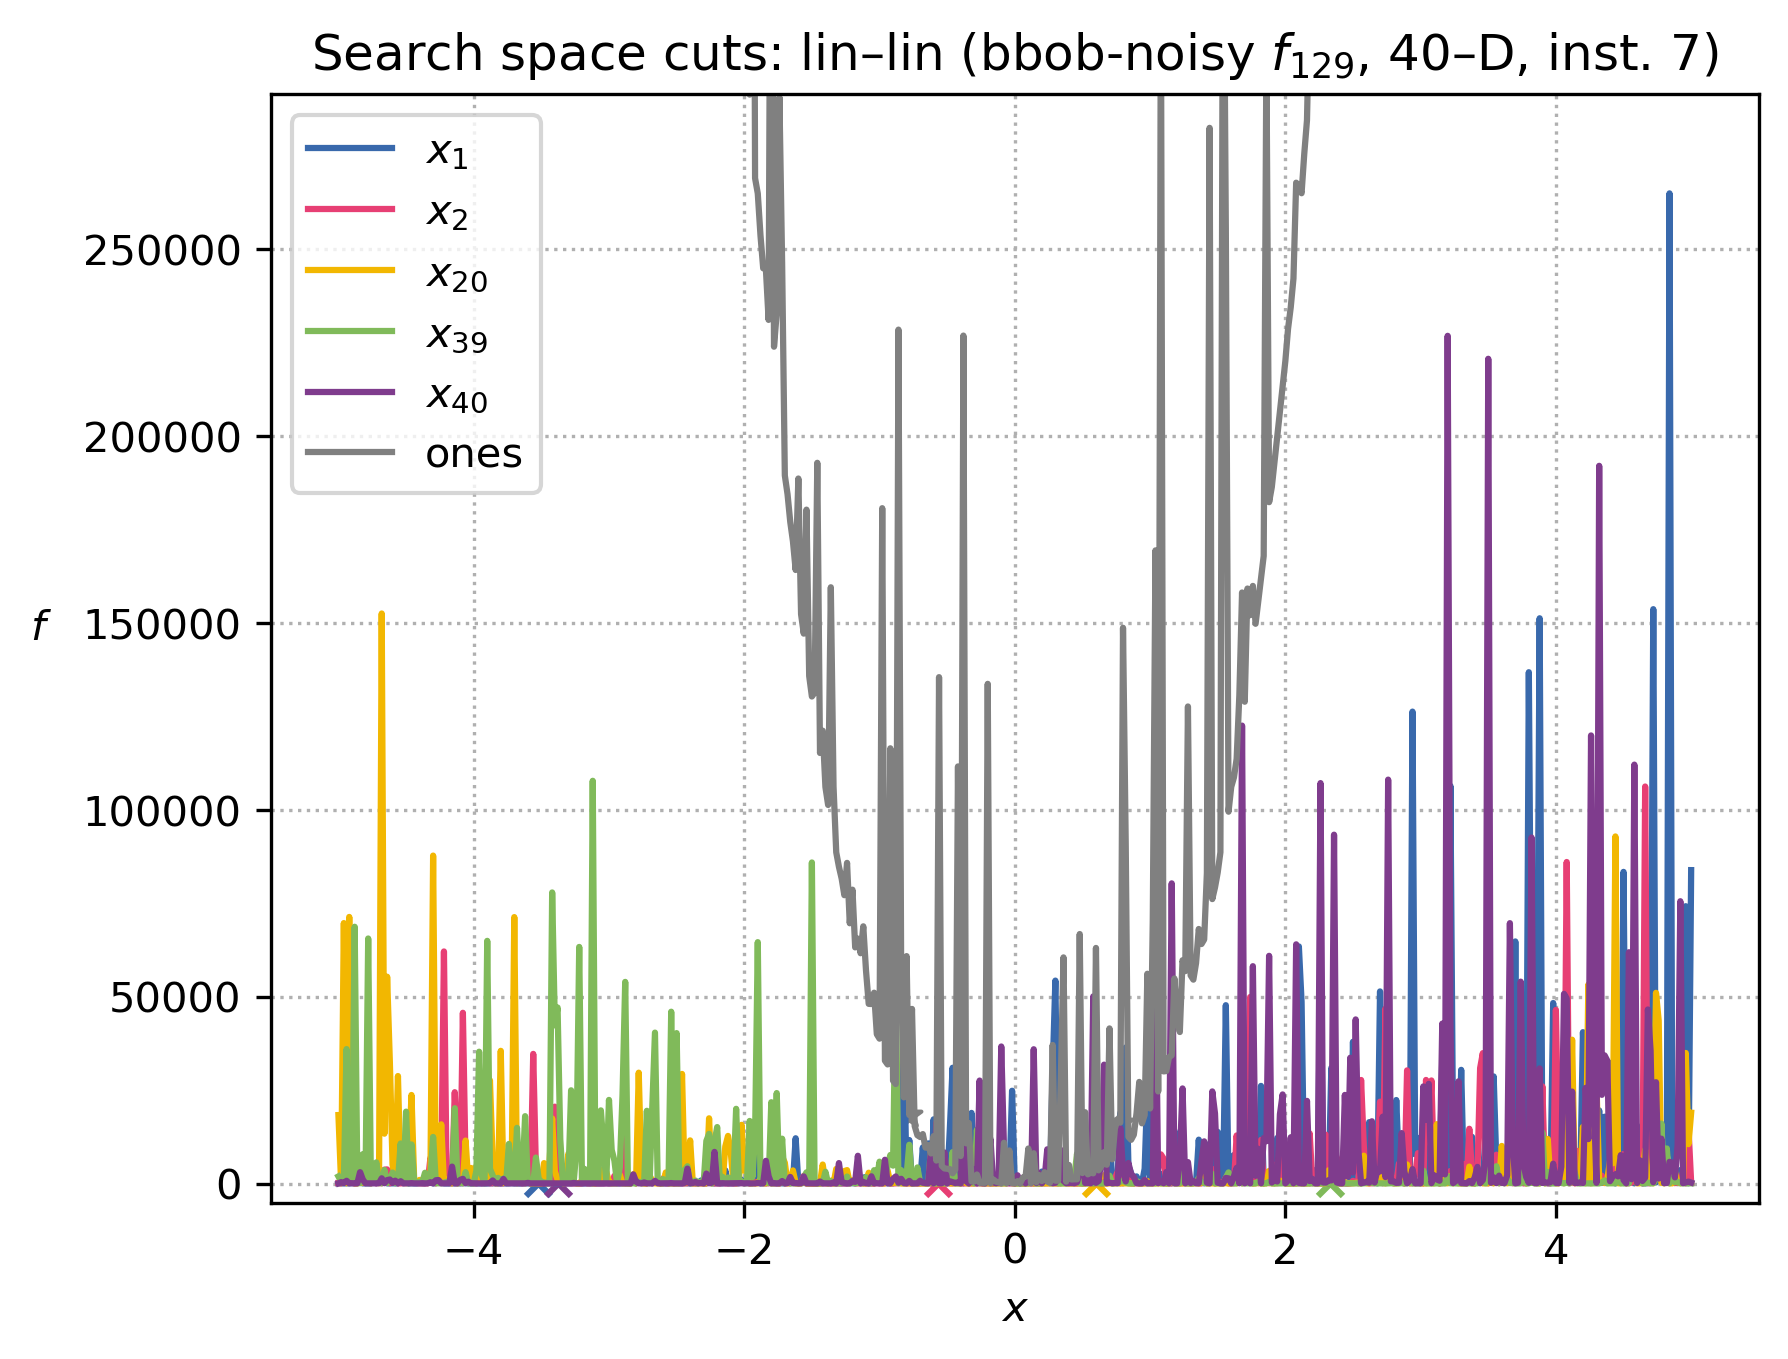 Search space cuts: lin–lin (bbob-noisy f₁₂₉, 40–D, inst. 7)
x₁
x₂
x₂₀
x₃₉
x₄₀
ones
250000
200000
150000
100000
50000
0
f
−4 −2 0 2 4
x